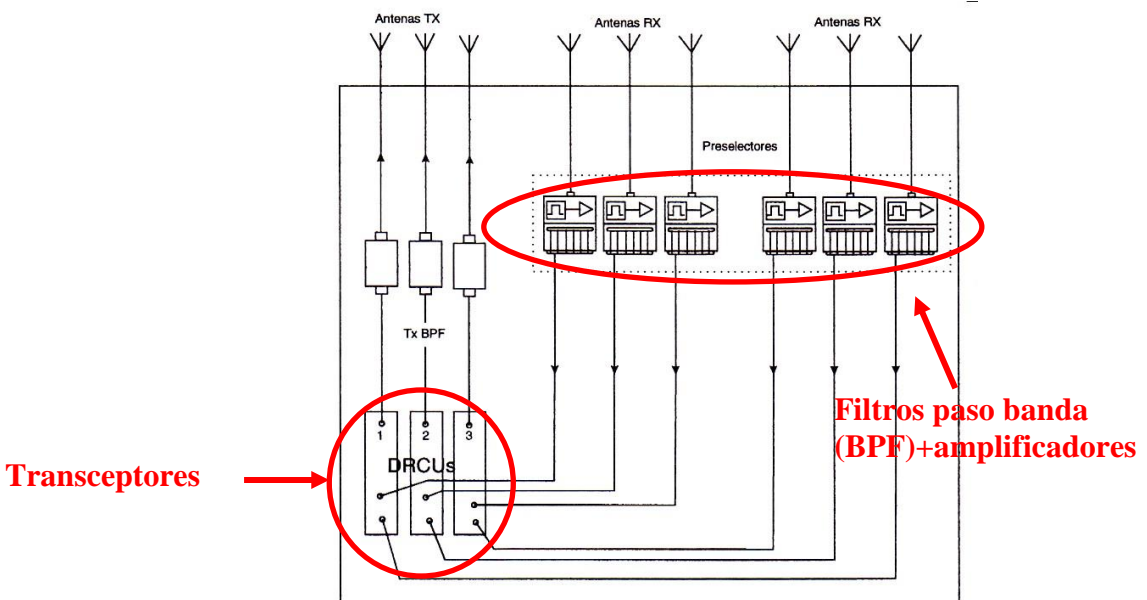 Antenas TX
Antenas RX
Antenas RX
Preselectores
Tx BPF
1
2
3
DRCUs
Transceptores
Filtros paso banda
(BPF)+amplificadores